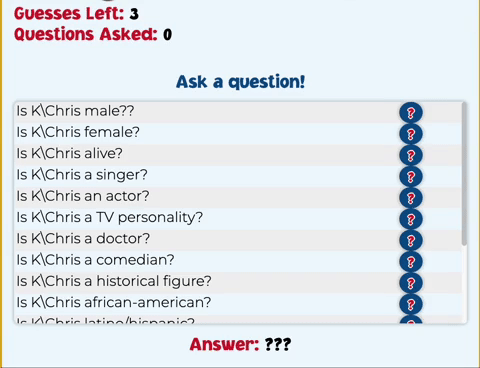 Guesses Left: 3
Questions Asked: 0
Ask a question!
Is K\Chris male??
?
Is K\Chris female?
?
Is K\Chris alive?
?
Is K\Chris a singer?
?
Is K\Chris an actor?
?
Is K\Chris a TV personality?
?
Is K\Chris a doctor?
?
Is K\Chris a comedian?
?
Is K\Chris a historical figure?
?
Is K\Chris african-american?
?
Is K\Chris latino/hispanic?
?
Answer: ???